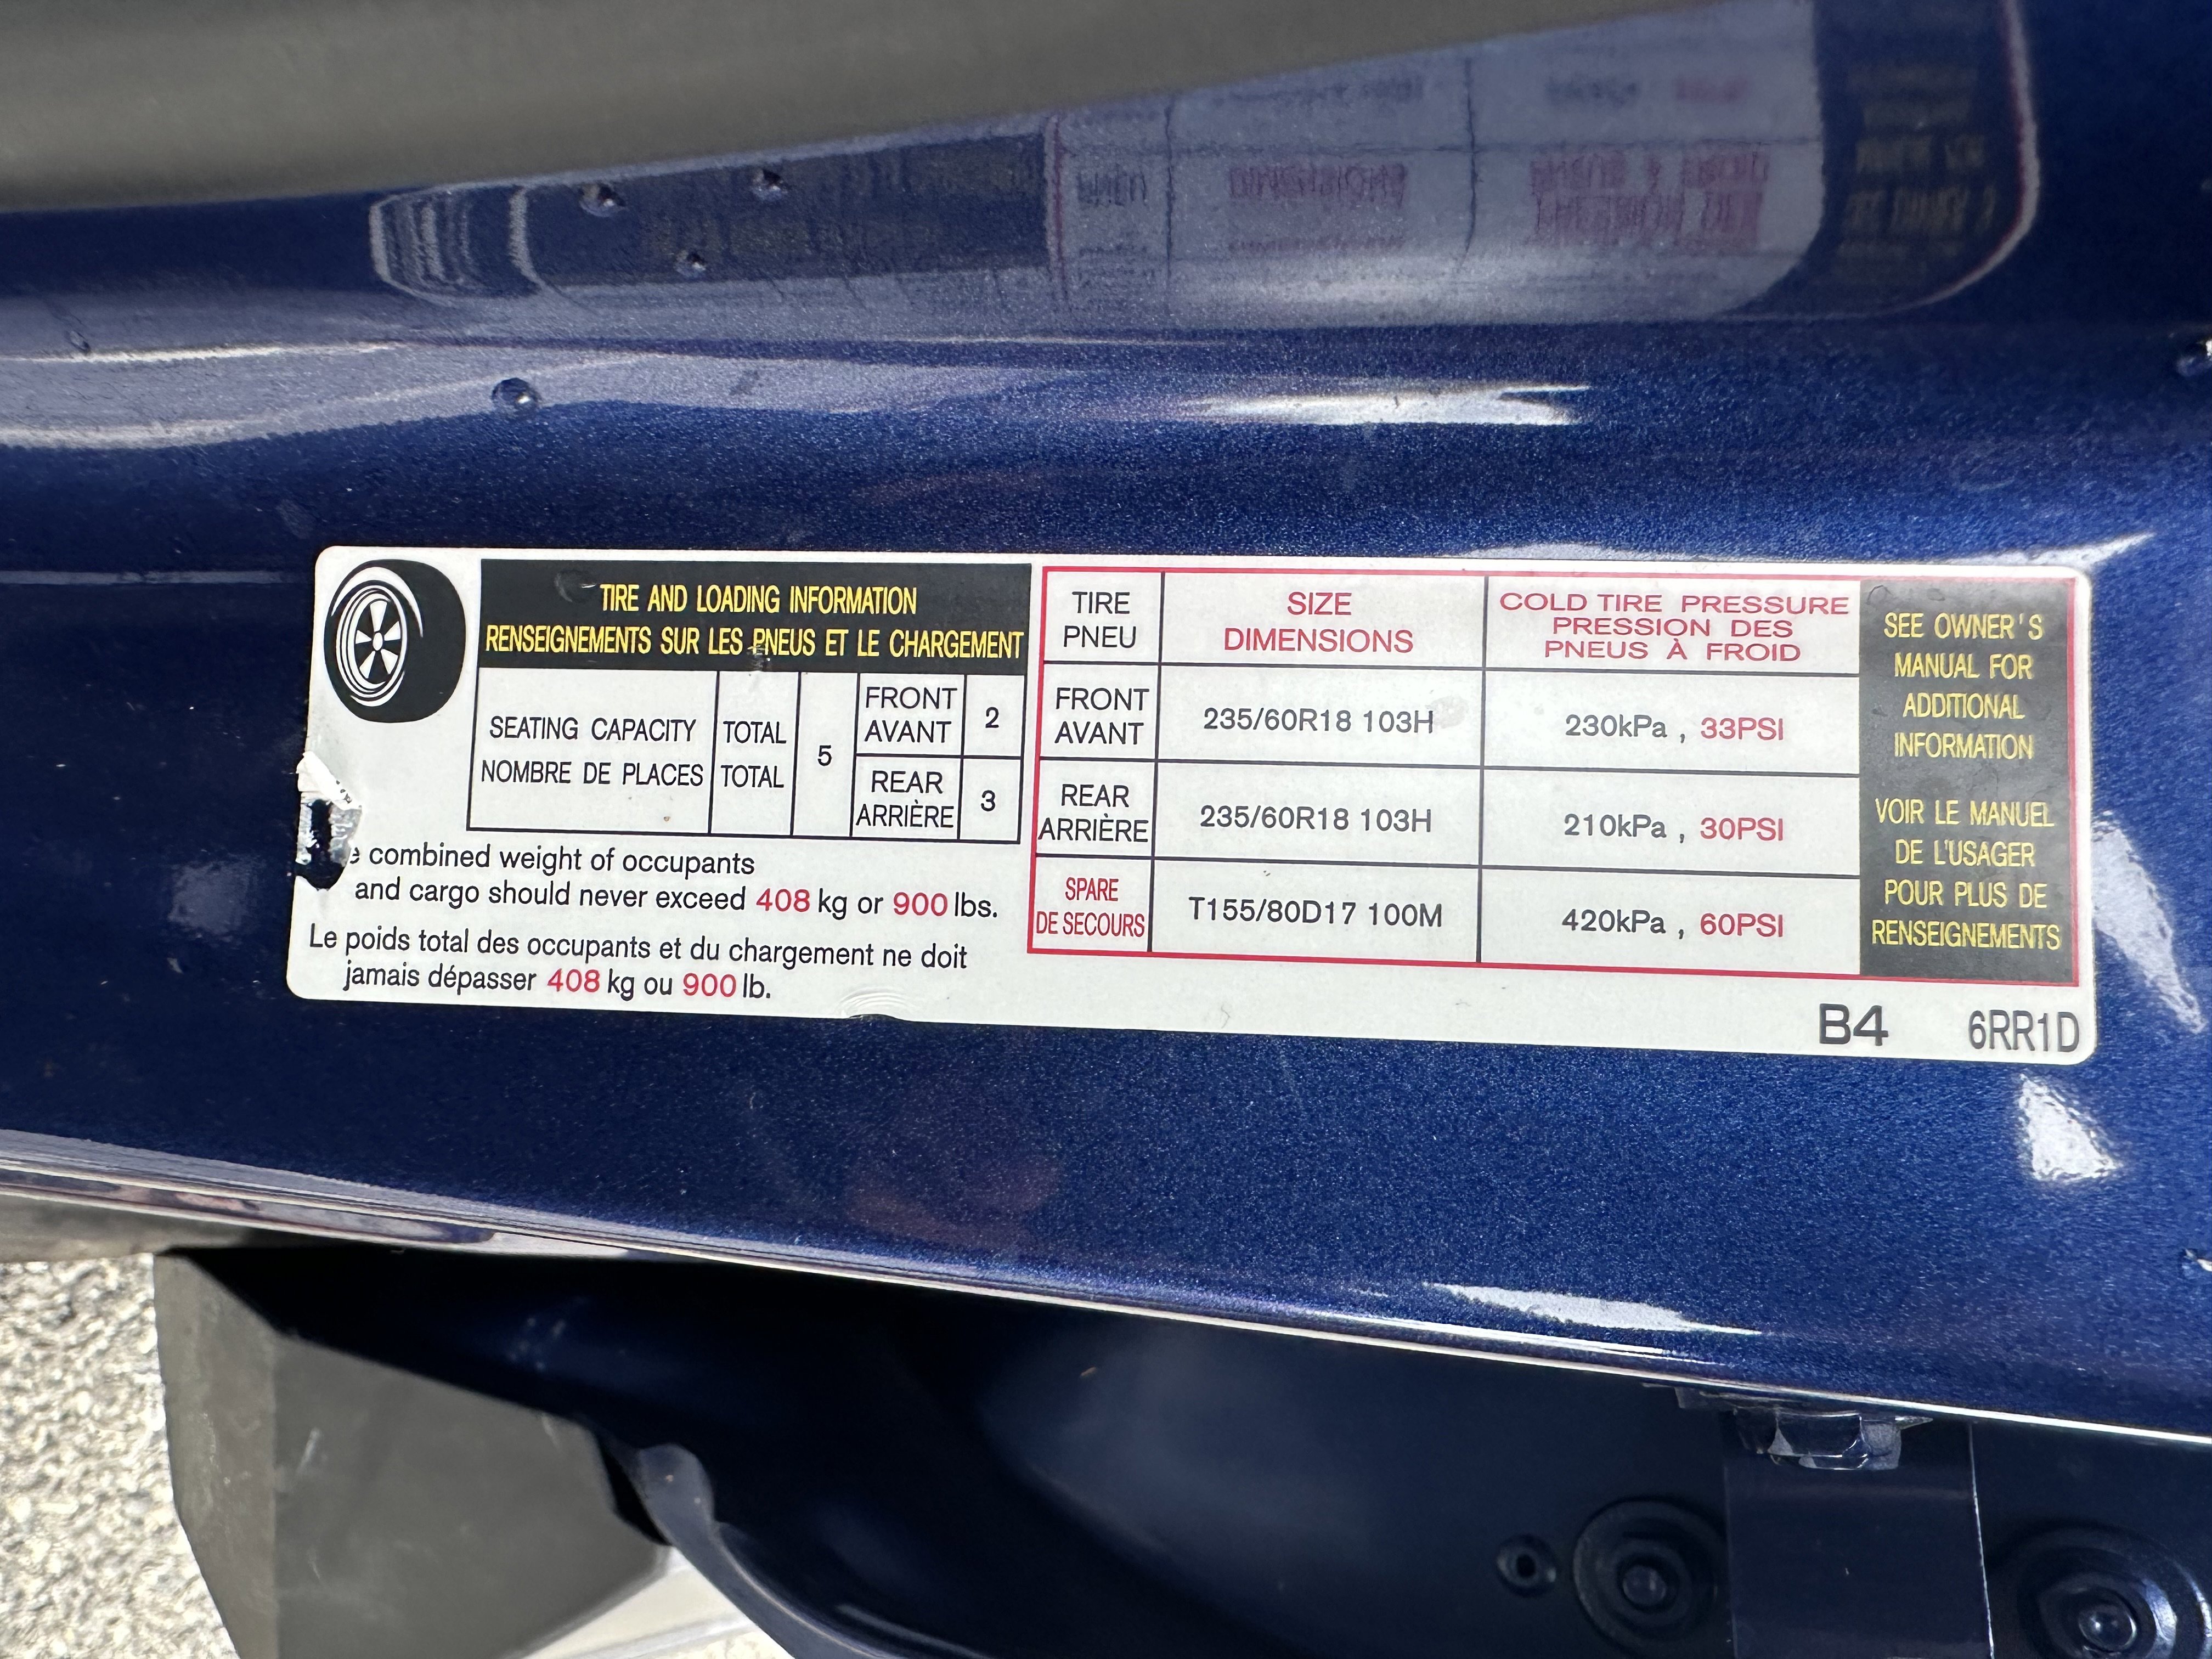 TIRE AND LOADING INFORMATION
RENSEIGNEMENTS SUR LES PNEUS ET LE CHARGEMENT
SEATING CAPACITY
NOMBRE DE PLACES
TOTAL
TOTAL
5
FRONT
AVANT
2
REAR
ARRIÈRE
3
combined weight of occupants
and cargo should never exceed 408 kg or 900 lbs.
Le poids total des occupants et du chargement ne doit
jamais dépasser 408 kg ou 900 lb.
TIRE
PNEU
SIZE
DIMENSIONS
COLD TIRE PRESSURE
PRESSION DES
PNEUS À FROID
FRONT
AVANT
235/60R18 103H
230kPa , 33PSI
REAR
ARRIÈRE
235/60R18 103H
210kPa , 30PSI
SPARE
DE SECOURS
T155/80D17 100M
420kPa , 60PSI
SEE OWNER'S
MANUAL FOR
ADDITIONAL
INFORMATION
VOIR LE MANUEL
DE L'USAGER
POUR PLUS DE
RENSEIGNEMENTS
B4 6RR1D